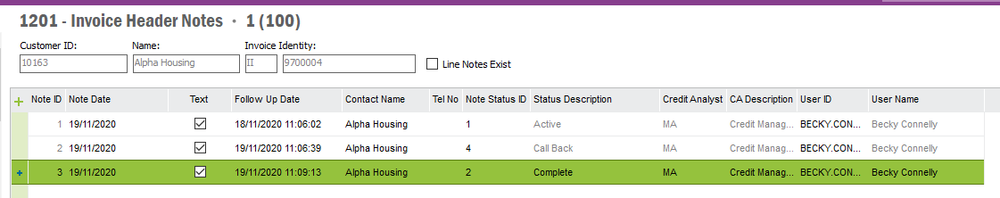 1201 - Invoice Header Notes • 1 (100)
Customer ID: Name: Invoice Identity:
10163 Alpha Housing II 9700004 Line Notes Exist
Note ID Note Date Text Follow Up Date Contact Name Tel No Note Status ID Status Description Credit Analyst CA Description User ID User Name
1 19/11/2020 18/11/2020 11:06:02 Alpha Housing 1 Active MA Credit Manag... BECKY.CON... Becky Connelly
2 19/11/2020 19/11/2020 11:06:39 Alpha Housing 4 Call Back MA Credit Manag... BECKY.CON... Becky Connelly
3 19/11/2020 19/11/2020 11:09:13 Alpha Housing 2 Complete MA Credit Manag... BECKY.CON... Becky Connelly